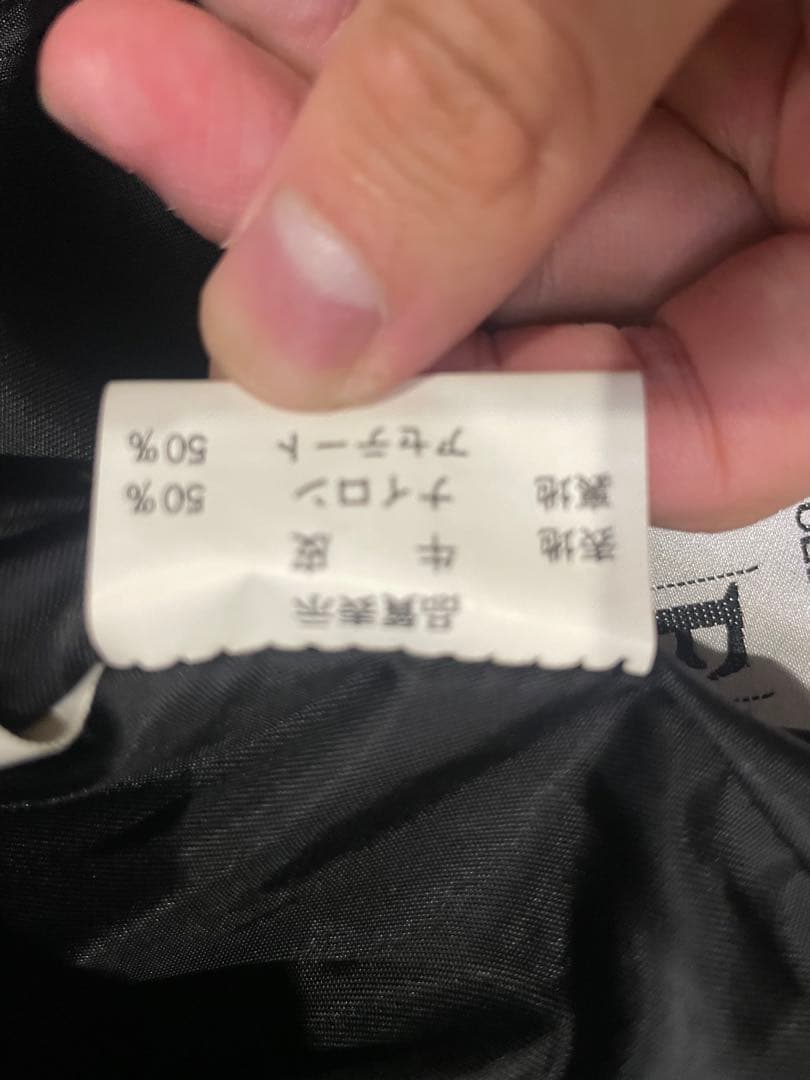 品質表示
表地 牛 皮
裏地 ナイロン 50%
アセテート 50%